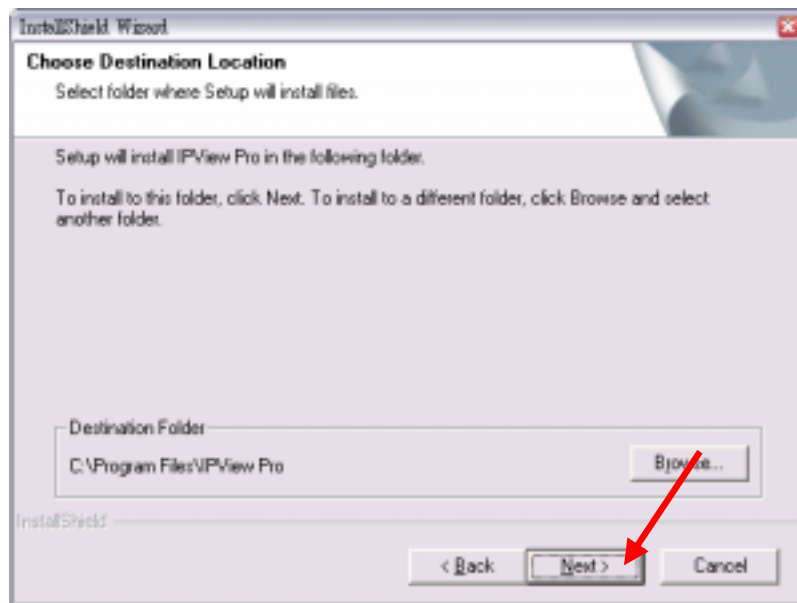 InstallShield Wizard
Choose Destination Location
Select folder where Setup will install files.
Setup will install IPView Pro in the following folder.
To install to this folder, click Next. To install to a different folder, click Browse and select
another folder.
Destination Folder
C:\Program Files\IPView Pro
Browse...
InstallShield
< Back
Next >
Cancel